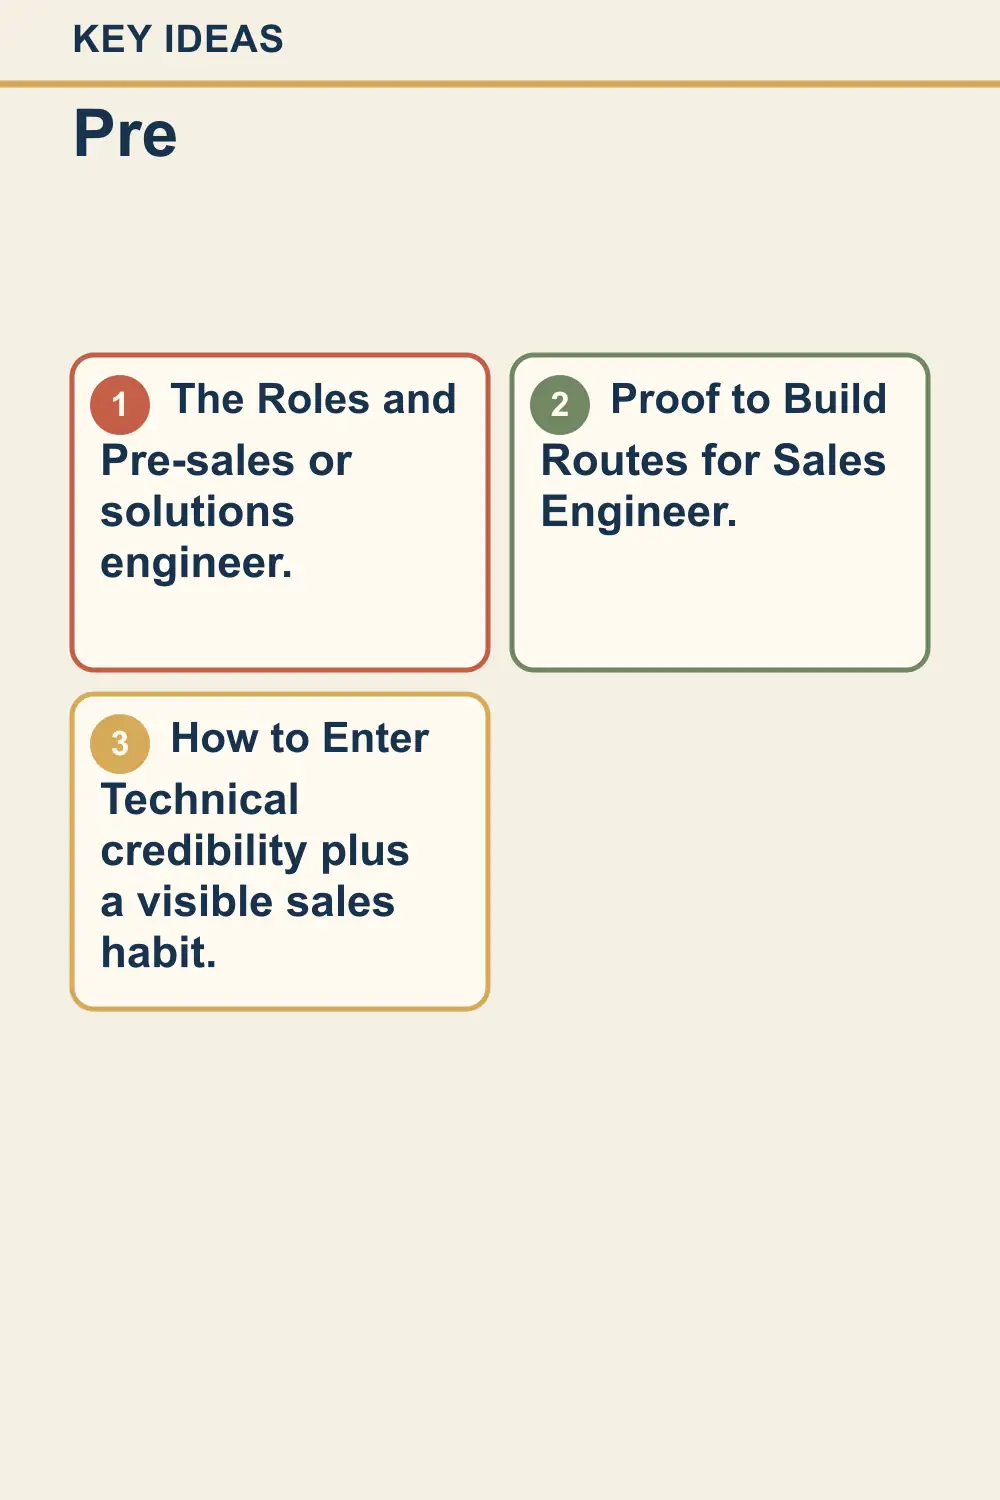 KEY IDEAS
Pre
1
The Roles and
Pre-sales or
solutions
engineer.
2
Proof to Build
Routes for Sales
Engineer.
3
How to Enter
Technical
credibility plus
a visible sales
habit.